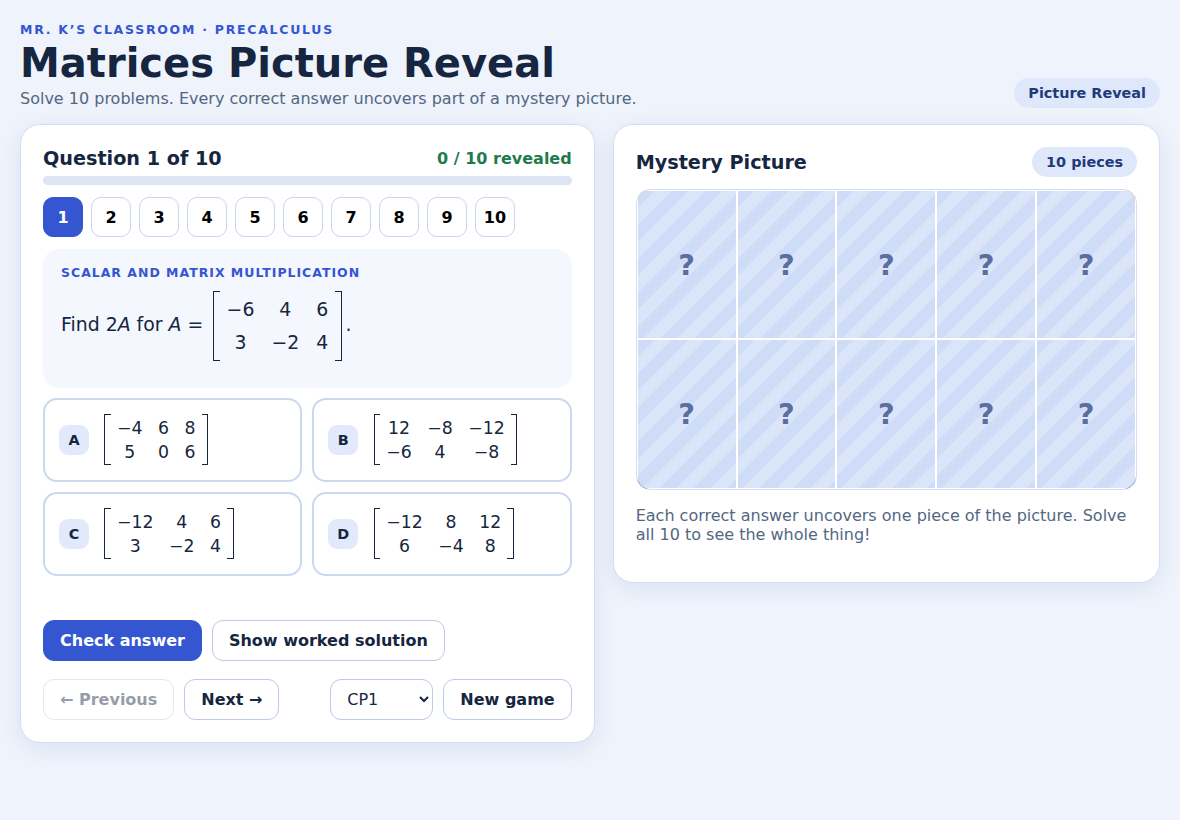 MR. K’S CLASSROOM · PRECALCULUS
Matrices Picture Reveal
Solve 10 problems. Every correct answer uncovers part of a mystery picture.
Picture Reveal
Question 1 of 10
0 / 10 revealed
1 2 3 4 5 6 7 8 9 10
SCALAR AND MATRIX MULTIPLICATION
−6 4 6
Find 2A for A = .
3 −2 4
A
−4 6 8
5 0 6
B
12 −8 −12
−6 4 −8
C
−12 4 6
3 −2 4
D
−12 8 12
6 −4 8
Check answer
Show worked solution
← Previous
Next →
CP1
New game
Mystery Picture
10 pieces
? ? ? ? ?
? ? ? ? ?
Each correct answer uncovers one piece of the picture. Solve
all 10 to see the whole thing!